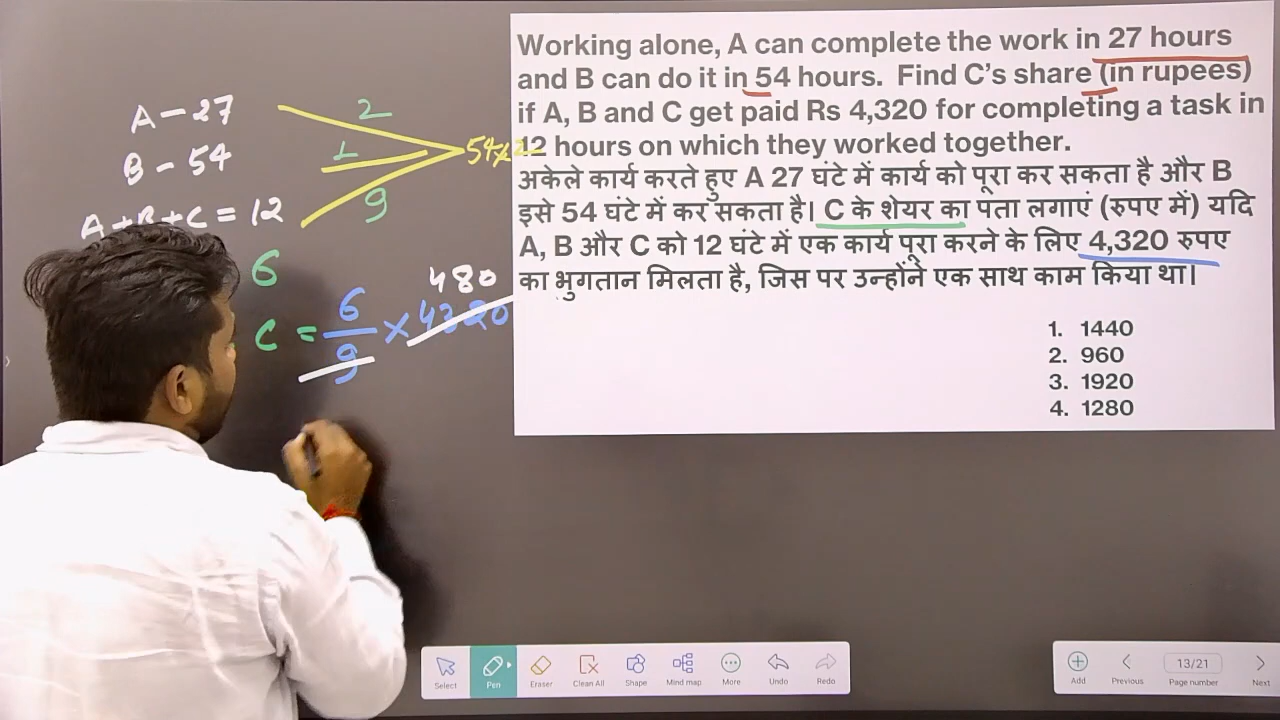 Working alone, A can complete the work in 27 hours
and B can do it in 54 hours. Find C's share (in rupees)
if A, B and C get paid Rs 4,320 for completing a task in
12 hours on which they worked together.
अकेले कार्य करते हुए A 27 घंटे में कार्य को पूरा कर सकता है और B
इसे 54 घंटे में कर सकता है। C के शेयर का पता लगाएं (रुपए में) यदि
A, B और C को 12 घंटे में एक कार्य पूरा करने के लिए 4,320 रुपए
का भुगतान मिलता है, जिस पर उन्होंने एक साथ काम किया था।
1. 1440
2. 960
3. 1920
4. 1280
A - 27
B - 54
A+B+C = 12
2
1
9
54x
6
480
C = 6/9 x 4320
Select Pen Eraser Clean All Shape Mind map More Undo Redo
Add Previous 13/21 Page number Next